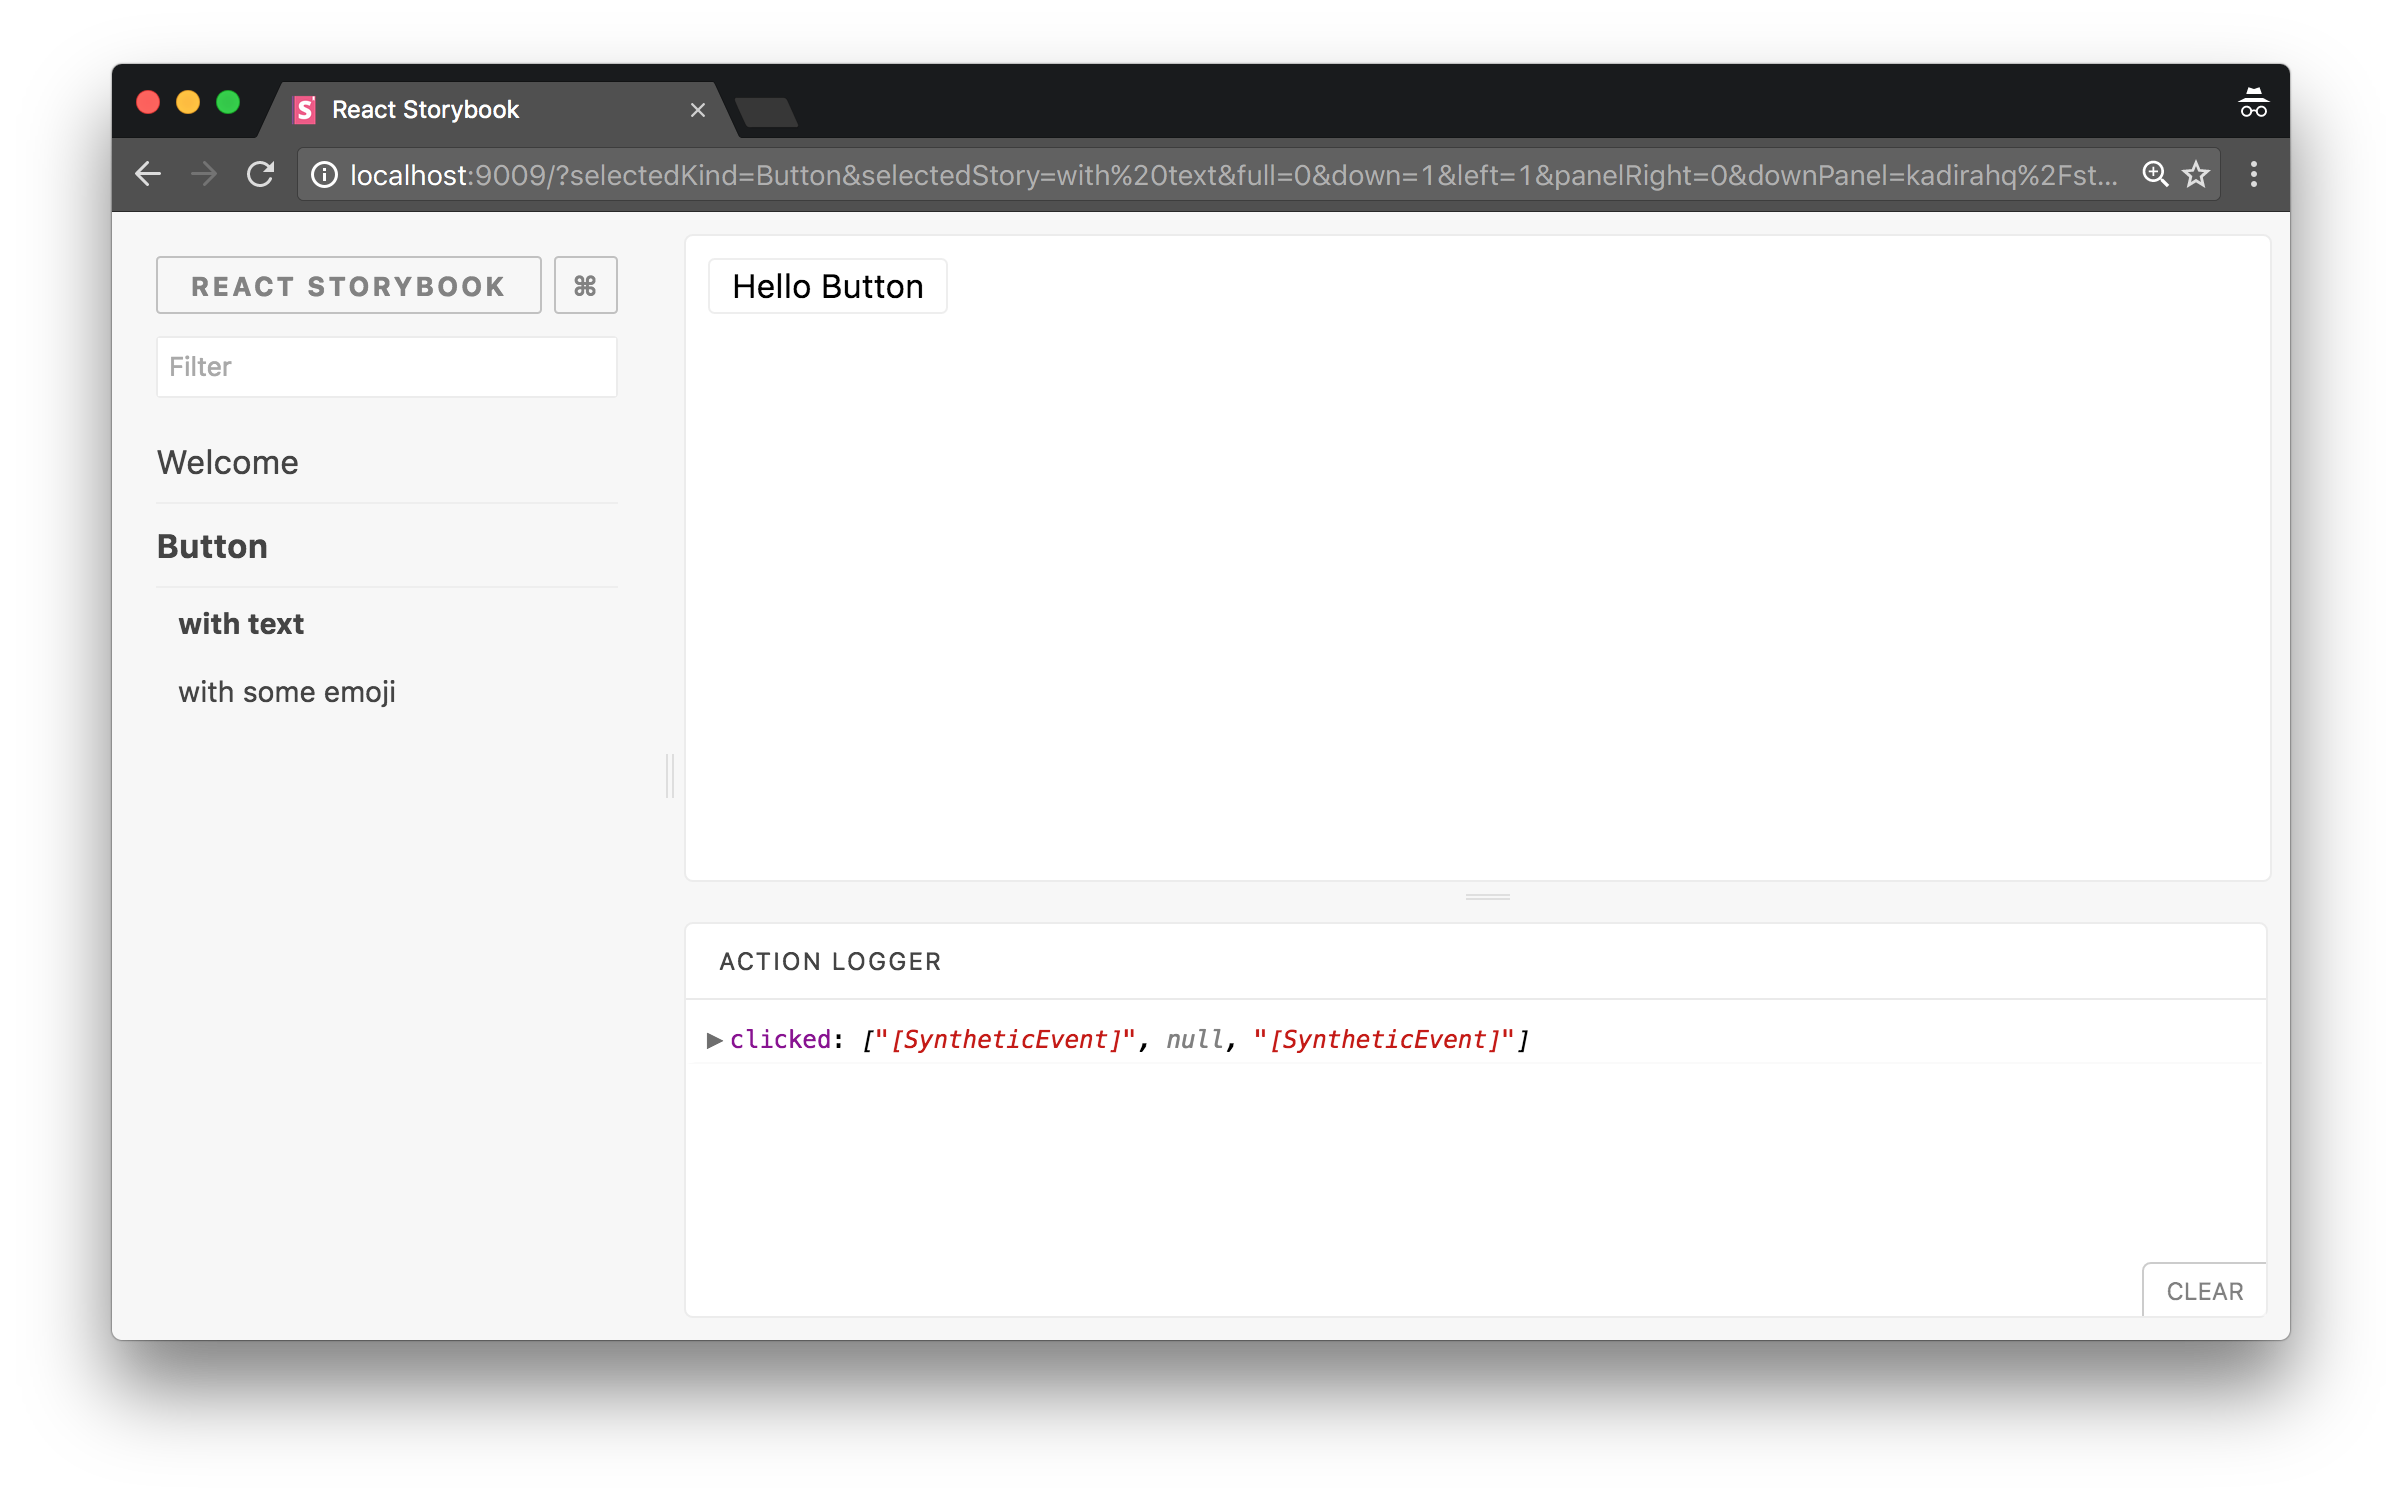 React Storybook
localhost:9009/?selectedKind=Button&selectedStory=with%20text&full=0&down=1&left=1&panelRight=0&downPanel=kadirahq%2Fst...
REACT STORYBOOK ⌘
Filter
Welcome
Button
with text
with some emoji
Hello Button
ACTION LOGGER
▶ clicked: ["[SyntheticEvent]", null, "[SyntheticEvent]"]
CLEAR